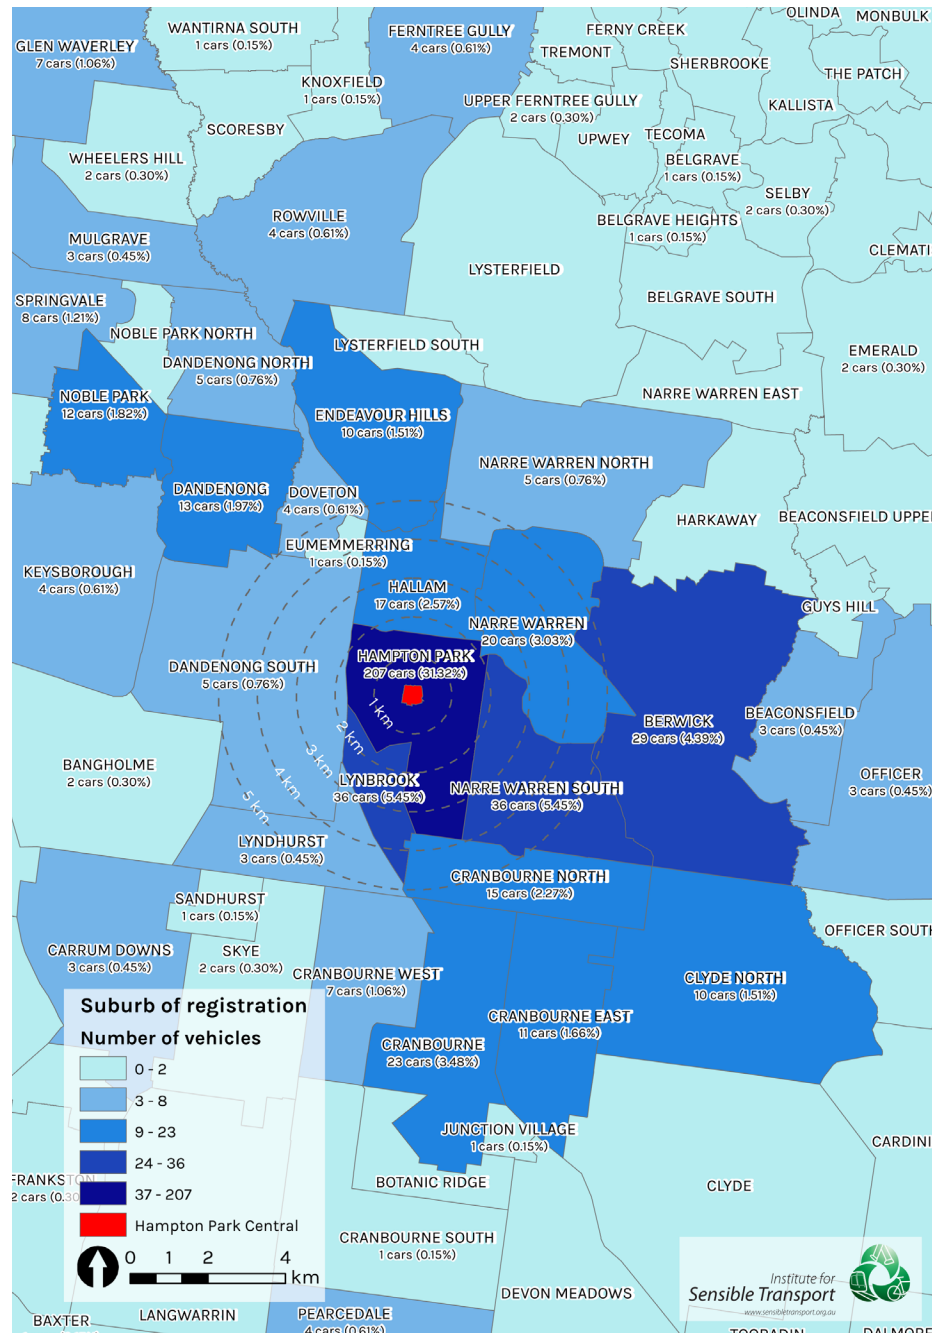 OLINDA
MONBULK
WANTIRNA SOUTH
1 cars (0.15%)
FERNTREE GULLY
4 cars (0.61%)
FERNY CREEK
GLEN WAVERLEY
7 cars (1.06%)
TREMONT
SHERBROOKE
THE PATCH
KNOXFIELD
1 cars (0.15%)
UPPER FERNTREE GULLY
2 cars (0.30%)
KALLISTA
SCORESBY
UPWEY
TECOMA
WHEELERS HILL
2 cars (0.30%)
BELGRAVE
1 cars (0.15%)
SELBY
2 cars (0.30%)
ROWVILLE
4 cars (0.61%)
BELGRAVE HEIGHTS
1 cars (0.15%)
MULGRAVE
3 cars (0.45%)
CLEMATI
LYSTERFIELD
BELGRAVE SOUTH
SPRINGVALE
8 cars (1.21%)
NOBLE PARK NORTH
LYSTERFIELD SOUTH
EMERALD
2 cars (0.30%)
DANDENONG NORTH
5 cars (0.76%)
NARRE WARREN EAST
NOBLE PARK
12 cars (1.82%)
ENDEAVOUR HILLS
10 cars (1.51%)
NARRE WARREN NORTH
5 cars (0.76%)
DANDENONG
13 cars (1.97%)
DOVETON
4 cars (0.61%)
HARKAWAY
BEACONSFIELD UPPER
EUMEMMERRING
1 cars (0.15%)
KEYSBOROUGH
4 cars (0.61%)
HALLAM
17 cars (2.57%)
GUYS HILL
NARRE WARREN
20 cars (3.03%)
HAMPTON PARK
207 cars (31.32%)
DANDENONG SOUTH
5 cars (0.76%)
1 km
2 km
3 km
4 km
5 km
BERWICK
29 cars (4.39%)
BEACONSFIELD
3 cars (0.45%)
BANGHOLME
2 cars (0.30%)
OFFICER
3 cars (0.45%)
LYNBROOK
36 cars (5.45%)
NARRE WARREN SOUTH
36 cars (5.45%)
LYNDHURST
3 cars (0.45%)
CRANBOURNE NORTH
15 cars (2.27%)
SANDHURST
1 cars (0.15%)
OFFICER SOUTH
CARRUM DOWNS
3 cars (0.45%)
SKYE
2 cars (0.30%)
CRANBOURNE WEST
7 cars (1.06%)
CLYDE NORTH
10 cars (1.51%)
CRANBOURNE EAST
11 cars (1.66%)
CRANBOURNE
23 cars (3.48%)
JUNCTION VILLAGE
1 cars (0.15%)
CARDINI
BOTANIC RIDGE
CLYDE
FRANKSTON
2 cars (0.30
CRANBOURNE SOUTH
1 cars (0.15%)
DEVON MEADOWS
BAXTER
LANGWARRIN
PEARCEDALE
4 cars (0.61%)
TOORADIN
DALMORE
Suburb of registration
Number of vehicles
0 - 2
3 - 8
9 - 23
24 - 36
37 - 207
Hampton Park Central
0 1 2 4
km
Institute for
Sensible Transport
www.sensibletransport.org.au